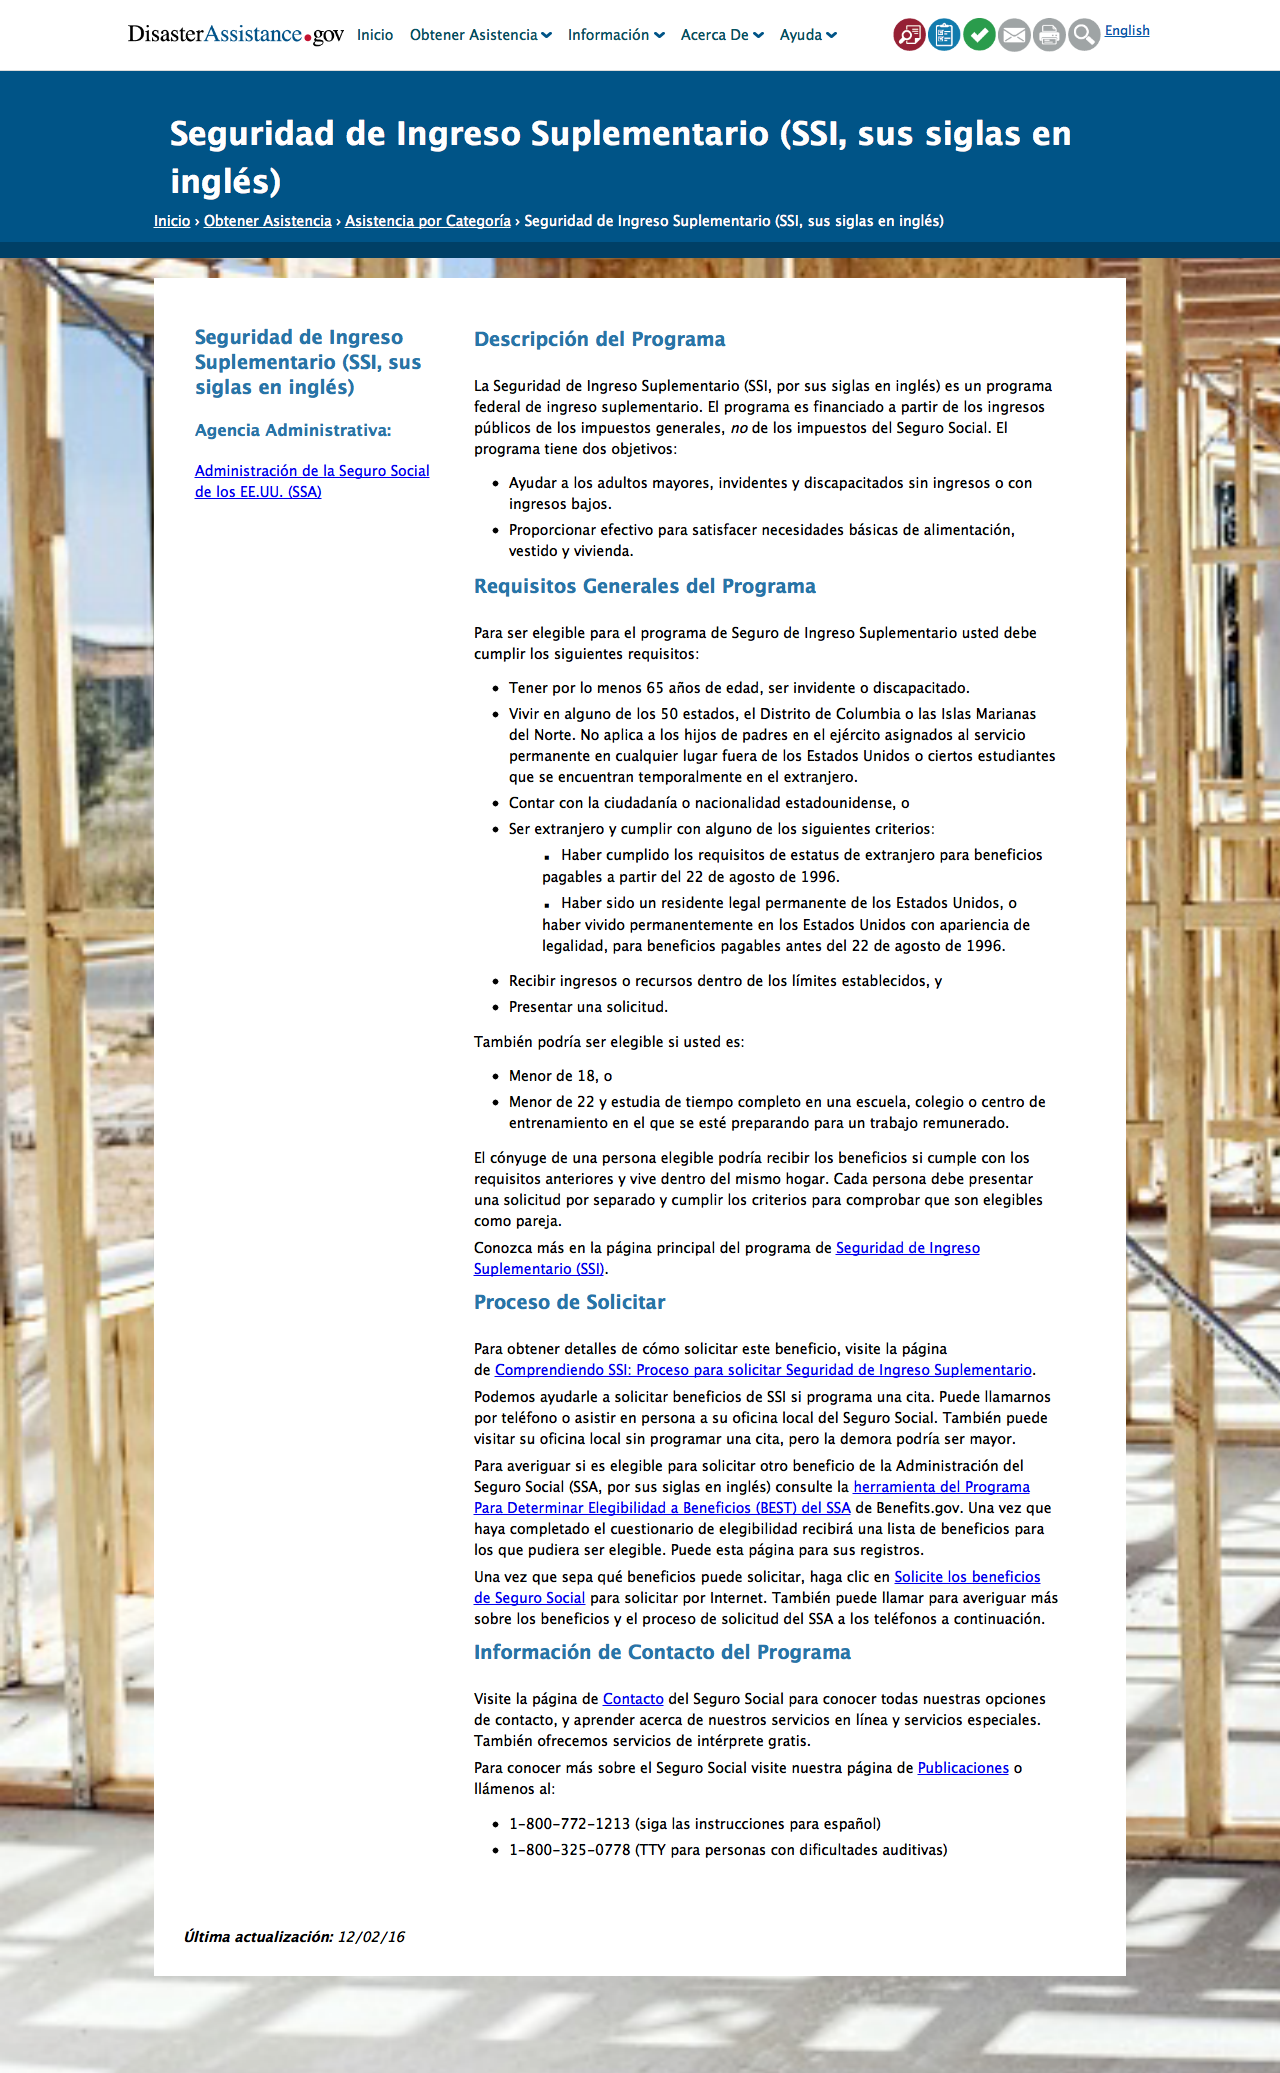 DisasterAssistance.gov Inicio Obtener Asistencia Información Acerca De Ayuda English
Seguridad de Ingreso Suplementario (SSI, sus siglas en
inglés)
Inicio › Obtener Asistencia › Asistencia por Categoría › Seguridad de Ingreso Suplementario (SSI, sus siglas en inglés)
Seguridad de Ingreso
Suplementario (SSI, sus
siglas en inglés)
Agencia Administrativa:
Administración de la Seguro Social
de los EE.UU. (SSA)
Descripción del Programa
La Seguridad de Ingreso Suplementario (SSI, por sus siglas en inglés) es un programa
federal de ingreso suplementario. El programa es financiado a partir de los ingresos
públicos de los impuestos generales, no de los impuestos del Seguro Social. El
programa tiene dos objetivos:
• Ayudar a los adultos mayores, invidentes y discapacitados sin ingresos o con
ingresos bajos.
• Proporcionar efectivo para satisfacer necesidades básicas de alimentación,
vestido y vivienda.
Requisitos Generales del Programa
Para ser elegible para el programa de Seguro de Ingreso Suplementario usted debe
cumplir los siguientes requisitos:
• Tener por lo menos 65 años de edad, ser invidente o discapacitado.
• Vivir en alguno de los 50 estados, el Distrito de Columbia o las Islas Marianas
del Norte. No aplica a los hijos de padres en el ejército asignados al servicio
permanente en cualquier lugar fuera de los Estados Unidos o ciertos estudiantes
que se encuentran temporalmente en el extranjero.
• Contar con la ciudadanía o nacionalidad estadounidense, o
• Ser extranjero y cumplir con alguno de los siguientes criterios:
▪ Haber cumplido los requisitos de estatus de extranjero para beneficios
pagables a partir del 22 de agosto de 1996.
▪ Haber sido un residente legal permanente de los Estados Unidos, o
haber vivido permanentemente en los Estados Unidos con apariencia de
legalidad, para beneficios pagables antes del 22 de agosto de 1996.
• Recibir ingresos o recursos dentro de los límites establecidos, y
• Presentar una solicitud.
También podría ser elegible si usted es:
• Menor de 18, o
• Menor de 22 y estudia de tiempo completo en una escuela, colegio o centro de
entrenamiento en el que se esté preparando para un trabajo remunerado.
El cónyuge de una persona elegible podría recibir los beneficios si cumple con los
requisitos anteriores y vive dentro del mismo hogar. Cada persona debe presentar
una solicitud por separado y cumplir los criterios para comprobar que son elegibles
como pareja.
Conozca más en la página principal del programa de Seguridad de Ingreso
Suplementario (SSI).
Proceso de Solicitar
Para obtener detalles de cómo solicitar este beneficio, visite la página
de Comprendiendo SSI: Proceso para solicitar Seguridad de Ingreso Suplementario.
Podemos ayudarle a solicitar beneficios de SSI si programa una cita. Puede llamarnos
por teléfono o asistir en persona a su oficina local del Seguro Social. También puede
visitar su oficina local sin programar una cita, pero la demora podría ser mayor.
Para averiguar si es elegible para solicitar otro beneficio de la Administración del
Seguro Social (SSA, por sus siglas en inglés) consulte la herramienta del Programa
Para Determinar Elegibilidad a Beneficios (BEST) del SSA de Benefits.gov. Una vez que
haya completado el cuestionario de elegibilidad recibirá una lista de beneficios para
los que pudiera ser elegible. Puede esta página para sus registros.
Una vez que sepa qué beneficios puede solicitar, haga clic en Solicite los beneficios
de Seguro Social para solicitar por Internet. También puede llamar para averiguar más
sobre los beneficios y el proceso de solicitud del SSA a los teléfonos a continuación.
Información de Contacto del Programa
Visite la página de Contacto del Seguro Social para conocer todas nuestras opciones
de contacto, y aprender acerca de nuestros servicios en línea y servicios especiales.
También ofrecemos servicios de intérprete gratis.
Para conocer más sobre el Seguro Social visite nuestra página de Publicaciones o
llámenos al:
• 1-800-772-1213 (siga las instrucciones para español)
• 1-800-325-0778 (TTY para personas con dificultades auditivas)
Última actualización: 12/02/16